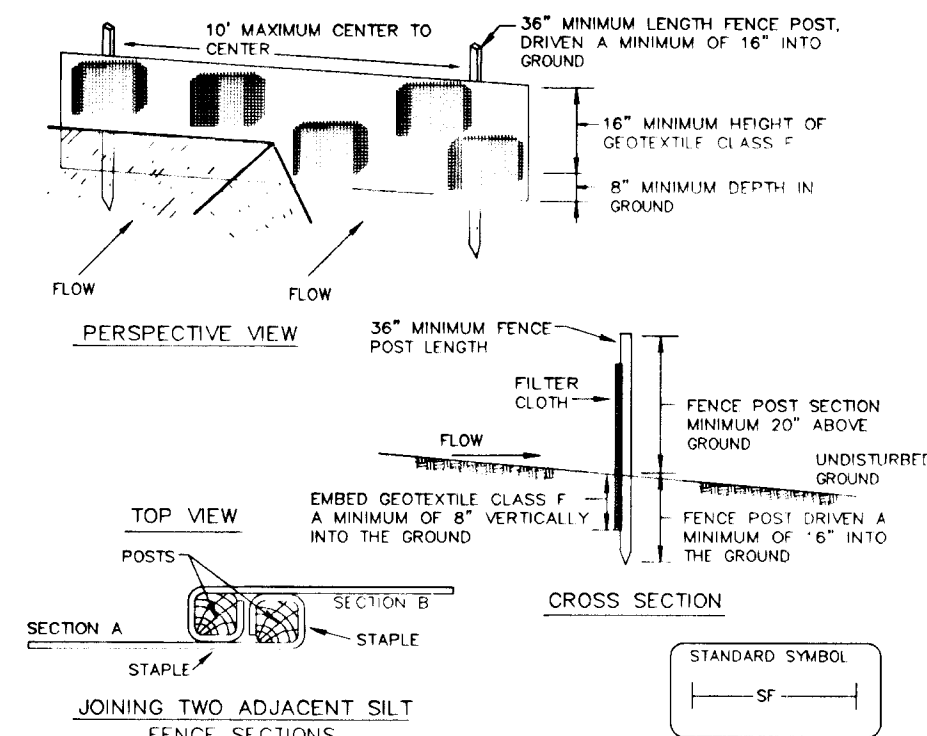 10' MAXIMUM CENTER TO
CENTER
36" MINIMUM LENGTH FENCE POST,
DRIVEN A MINIMUM OF 16" INTO
GROUND
16" MINIMUM HEIGHT OF
GEOTEXTILE CLASS F
8" MINIMUM DEPTH IN
GROUND
FLOW
FLOW
PERSPECTIVE VIEW
36" MINIMUM FENCE
POST LENGTH
FILTER
CLOTH
FLOW
FENCE POST SECTION
MINIMUM 20" ABOVE
GROUND
UNDISTURBED
GROUND
EMBED GEOTEXTILE CLASS F
A MINIMUM OF 8" VERTICALLY
INTO THE GROUND
FENCE POST DRIVEN A
MINIMUM OF 16" INTO
THE GROUND
CROSS SECTION
TOP VIEW
POSTS
SECTION B
SECTION A
STAPLE
STAPLE
JOINING TWO ADJACENT SILT
FENCE SECTIONS
STANDARD SYMBOL
SF